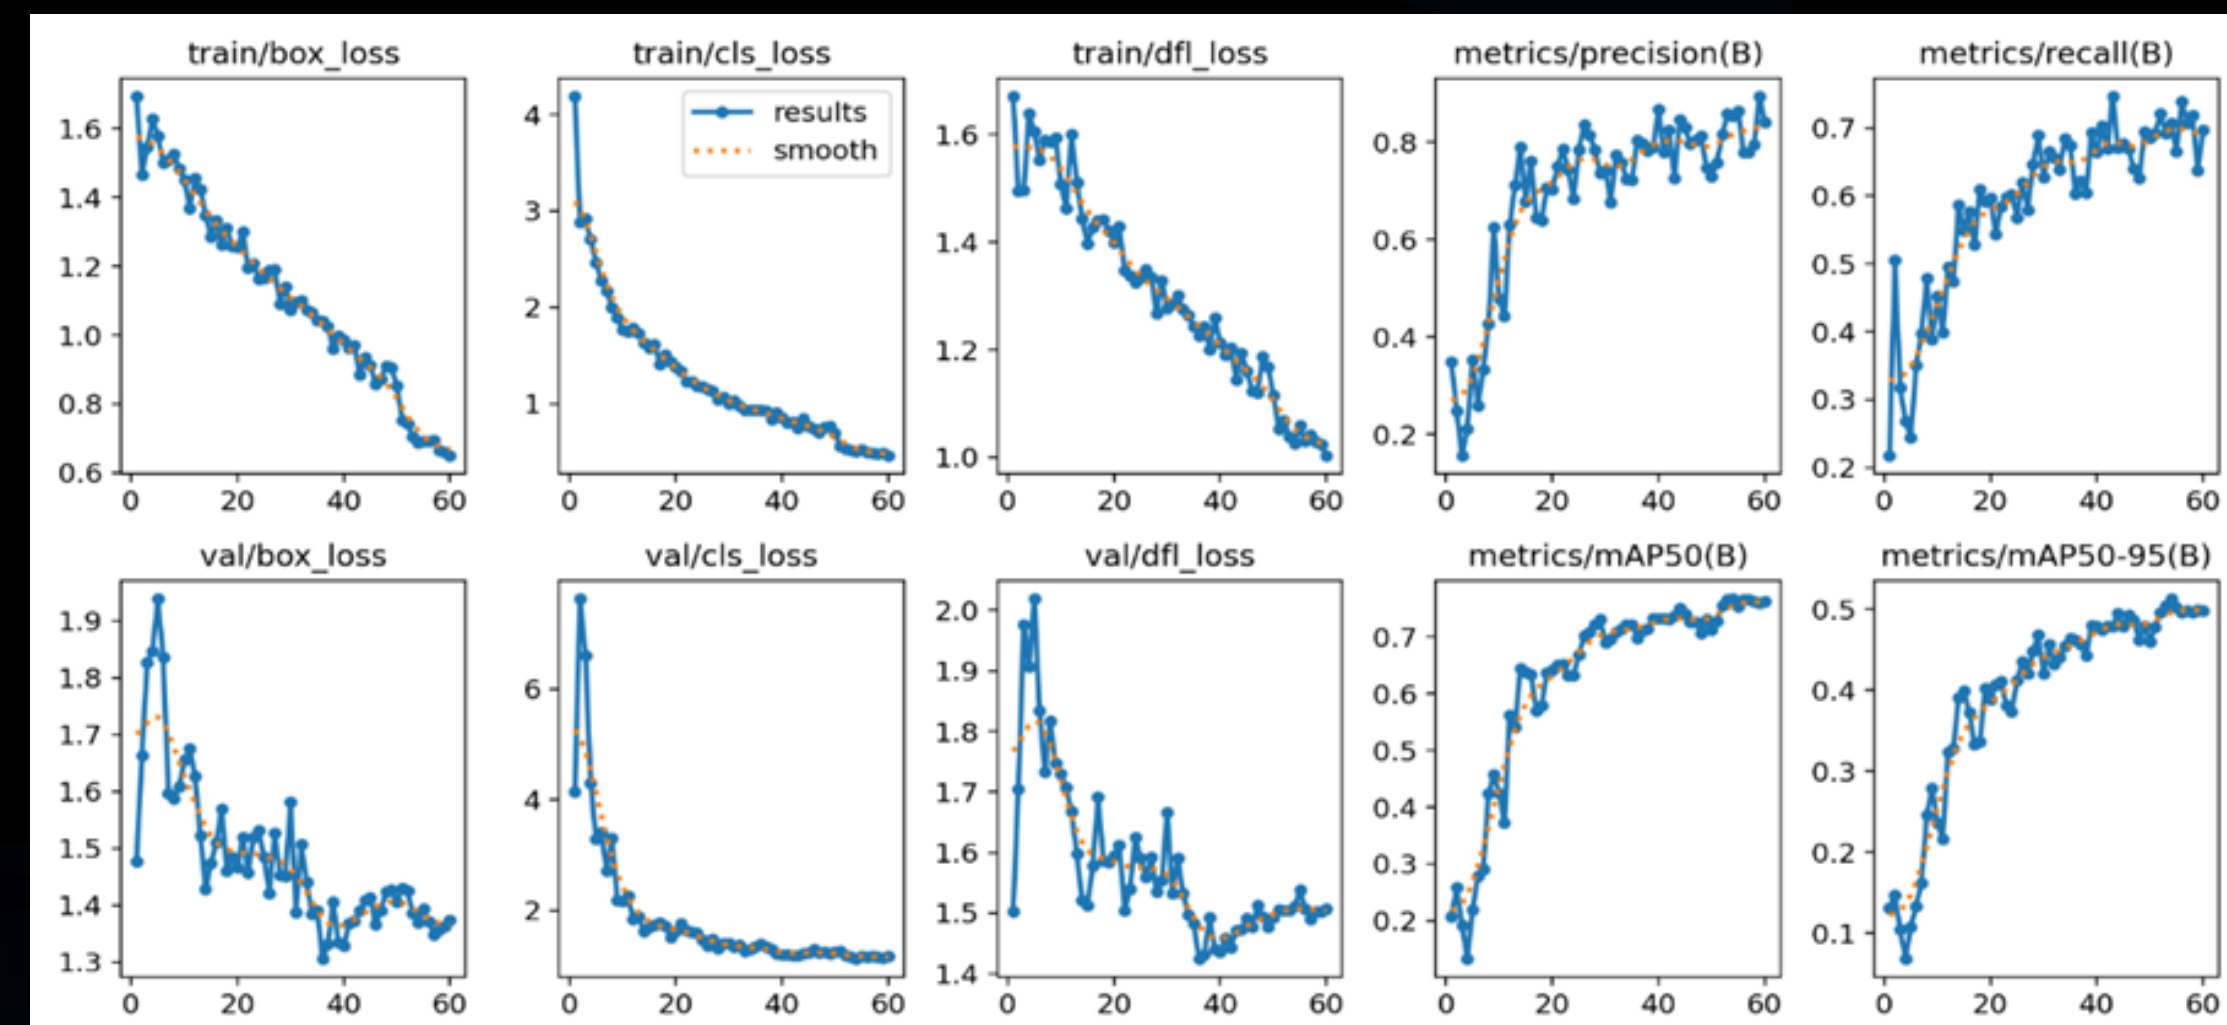 train/box_loss
train/cls_loss
train/dfl_loss
metrics/precision(B)
metrics/recall(B)
results
smooth
1.6
1.4
1.2
1.0
0.8
0.6
0 20 40 60
4
3
2
1
0 20 40 60
1.6
1.4
1.2
1.0
0 20 40 60
0.8
0.6
0.4
0.2
0 20 40 60
0.7
0.6
0.5
0.4
0.3
0.2
0 20 40 60
val/box_loss
val/cls_loss
val/dfl_loss
metrics/mAP50(B)
metrics/mAP50-95(B)
1.9
1.8
1.7
1.6
1.5
1.4
1.3
0 20 40 60
6
4
2
0 20 40 60
2.0
1.9
1.8
1.7
1.6
1.5
1.4
0 20 40 60
0.7
0.6
0.5
0.4
0.3
0.2
0 20 40 60
0.5
0.4
0.3
0.2
0.1
0 20 40 60